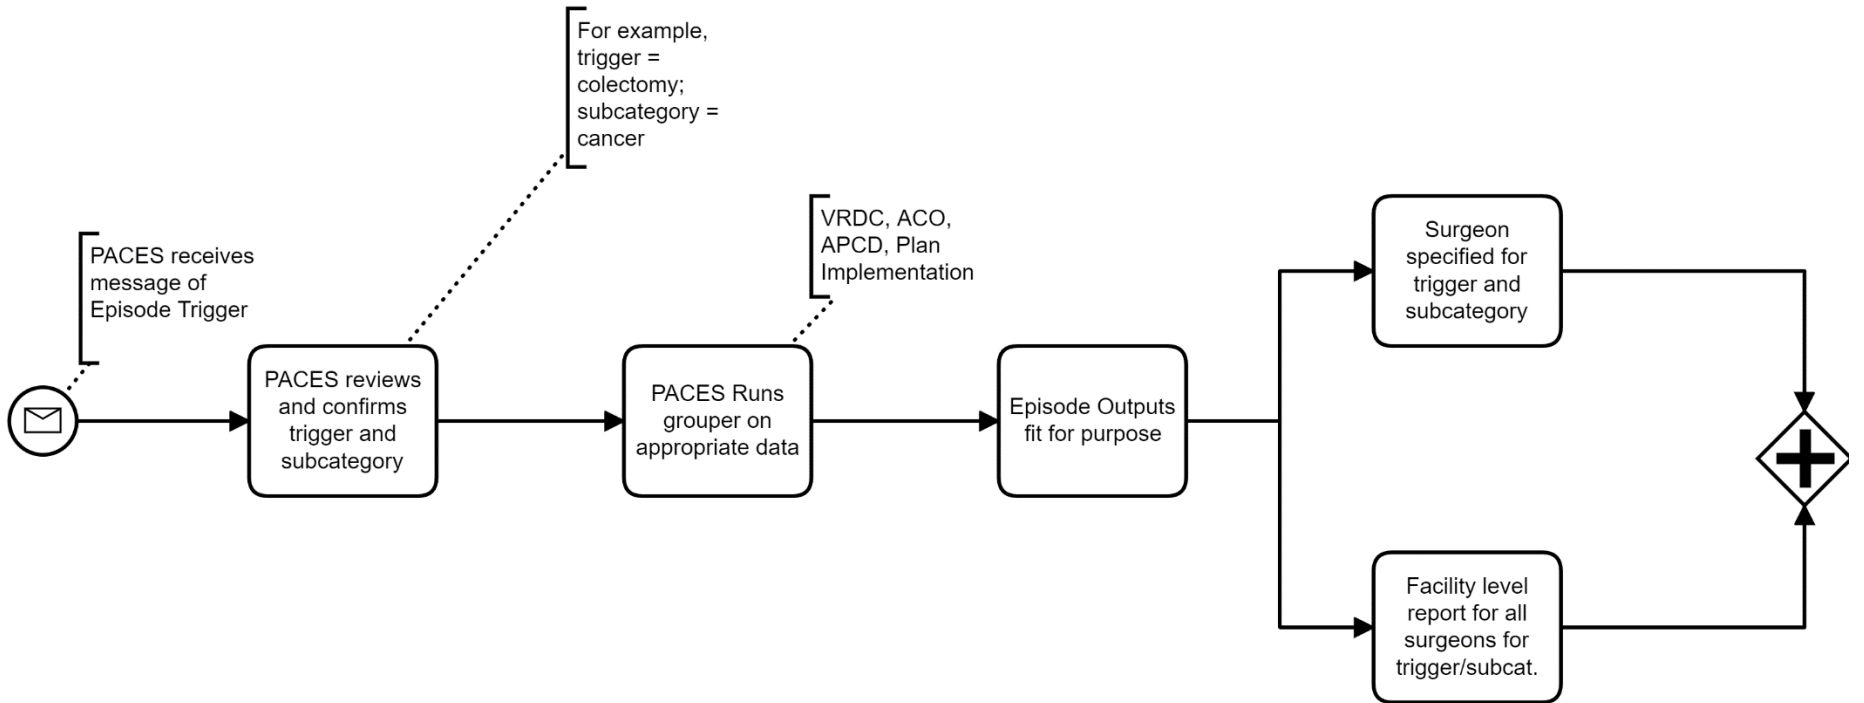 For example,
trigger =
colectomy;
subcategory =
cancer
PACES receives
message of
Episode Trigger
VRDC, ACO,
APCD, Plan
Implementation
PACES reviews
and confirms
trigger and
subcategory
PACES Runs
grouper on
appropriate data
Episode Outputs
fit for purpose
Surgeon
specified for
trigger and
subcategory
Facility level
report for all
surgeons for
trigger/subcat.